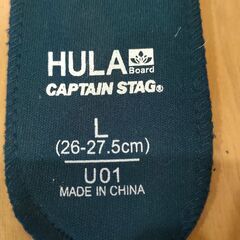 HULA Board
CAPTAIN STAG®
L
(26-27.5cm)
U01
MADE IN CHINA